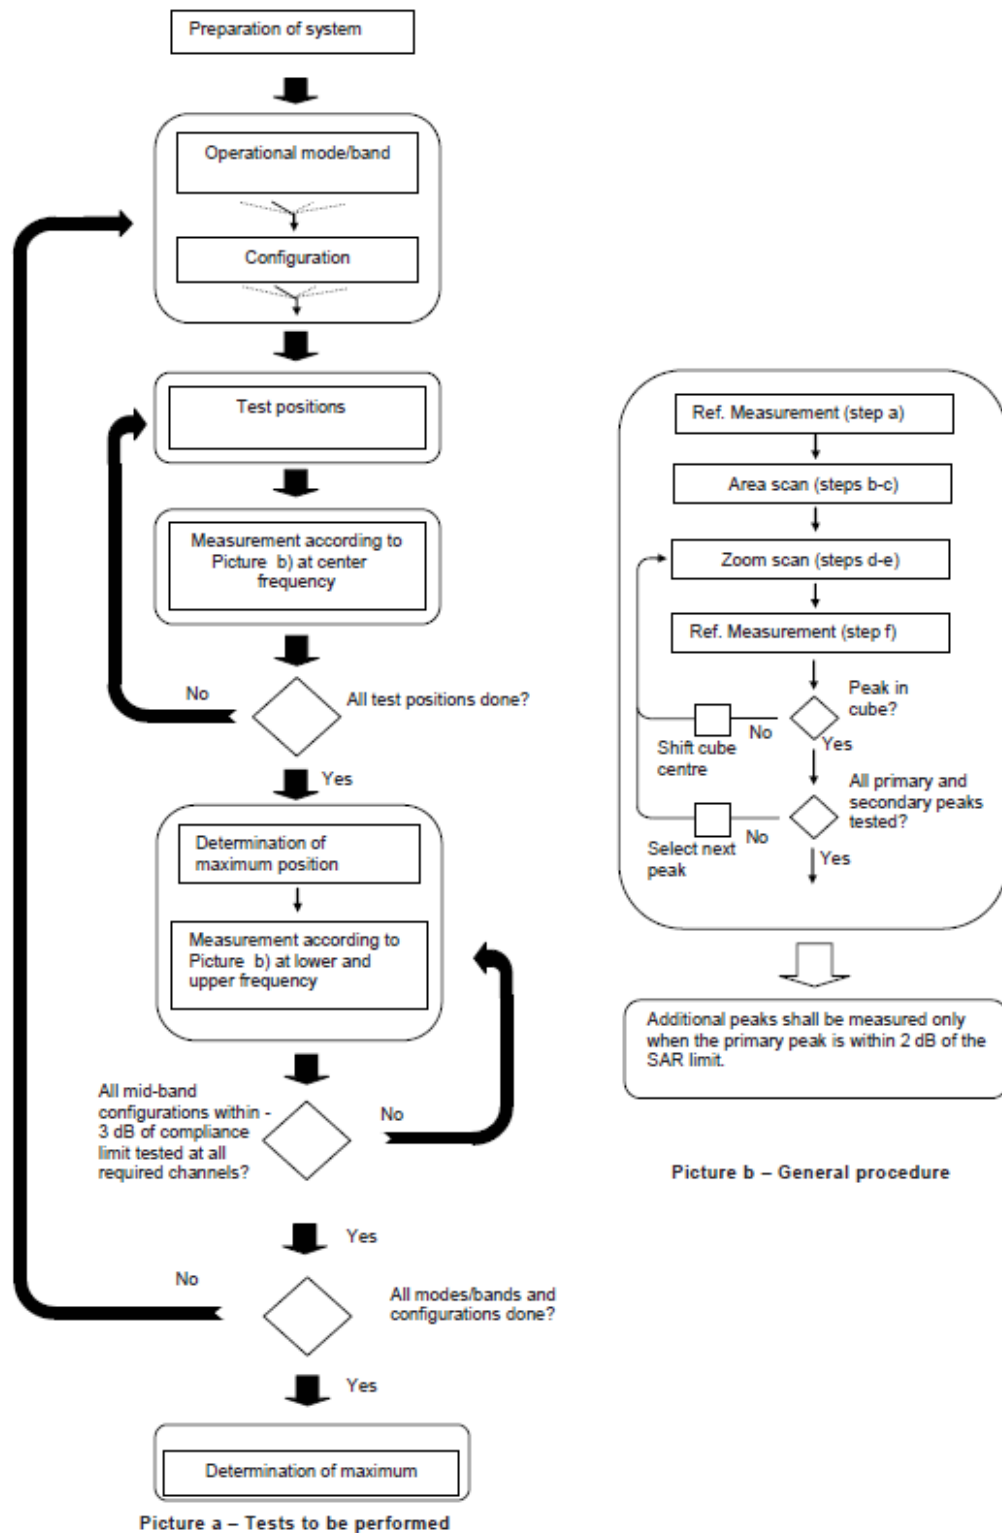 Preparation of system
Operational mode/band
Configuration
Test positions
Measurement according to
Picture b) at center
frequency
No
All test positions done?
Yes
Determination of
maximum position
Measurement according to
Picture b) at lower and
upper frequency
All mid-band
configurations within -
3 dB of compliance
limit tested at all
required channels?
No
Yes
No
All modes/bands and
configurations done?
Yes
Determination of maximum
Picture a – Tests to be performed
Ref. Measurement (step a)
Area scan (steps b-c)
Zoom scan (steps d-e)
Ref. Measurement (step f)
Peak in
cube?
No
Yes
Shift cube
centre
All primary and
secondary peaks
tested?
No
Yes
Select next
peak
Additional peaks shall be measured only
when the primary peak is within 2 dB of the
SAR limit.
Picture b – General procedure